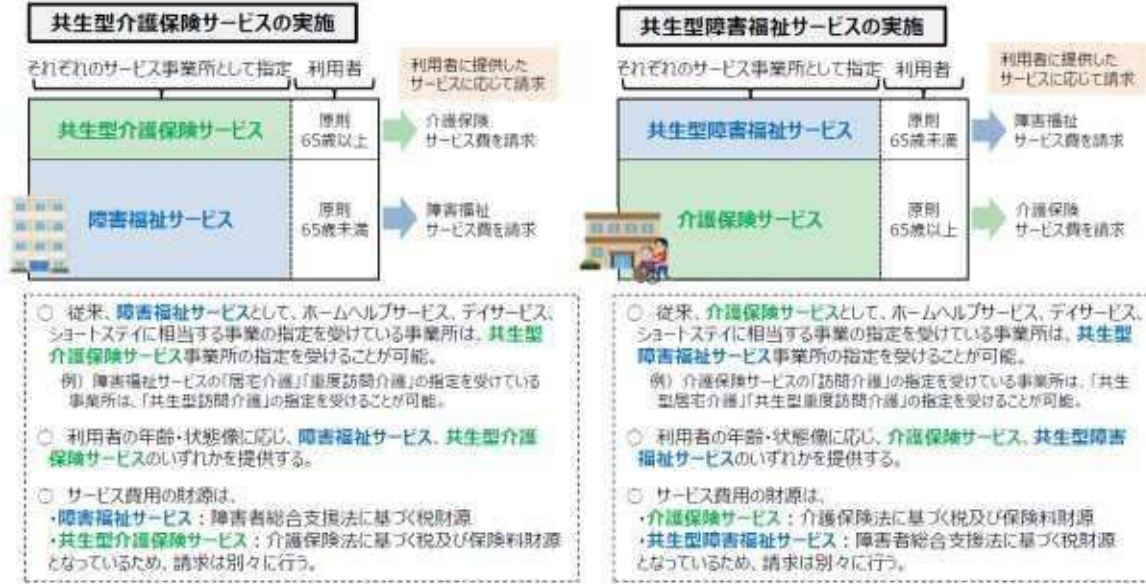 共生型介護保険サービスの実施
それぞれのサービス事業所として指定
利用者
利用者に提供した
サービスに応じて請求
共生型介護保険サービス
原則
65歳以上
介護保険
サービス費を請求
障害福祉サービス
原則
65歳未満
障害福祉
サービス費を請求
○ 従来、障害福祉サービスとして、ホームヘルプサービス、デイサービス、
ショートステイに相当する事業の指定を受けている事業所は、共生型
介護保険サービス事業所の指定を受けることが可能。
例）障害福祉サービスの「居宅介護」「重度訪問介護」の指定を受けている
事業所は、「共生型訪問介護」の指定を受けることが可能。
○ 利用者の年齢・状態像に応じ、障害福祉サービス、共生型介護
保険サービスのいずれかを提供する。
○ サービス費用の財源は、
・障害福祉サービス：障害者総合支援法に基づく税財源
・共生型介護保険サービス：介護保険法に基づく税及び保険料財源
となっているため、請求は別々に行う。
共生型障害福祉サービスの実施
それぞれのサービス事業所として指定
利用者
利用者に提供した
サービスに応じて請求
共生型障害福祉サービス
原則
65歳未満
障害福祉
サービス費を請求
介護保険サービス
原則
65歳以上
介護保険
サービス費を請求
○ 従来、介護保険サービスとして、ホームヘルプサービス、デイサービス、
ショートステイに相当する事業の指定を受けている事業所は、共生型
障害福祉サービス事業所の指定を受けることが可能。
例）介護保険サービスの「訪問介護」の指定を受けている事業所は、「共生
型居宅介護」「共生型重度訪問介護」の指定を受けることが可能。
○ 利用者の年齢・状態像に応じ、介護保険サービス、共生型障害
福祉サービスのいずれかを提供する。
○ サービス費用の財源は、
・介護保険サービス：介護保険法に基づく税及び保険料財源
・共生型障害福祉サービス：障害者総合支援法に基づく税財源
となっているため、請求は別々に行う。